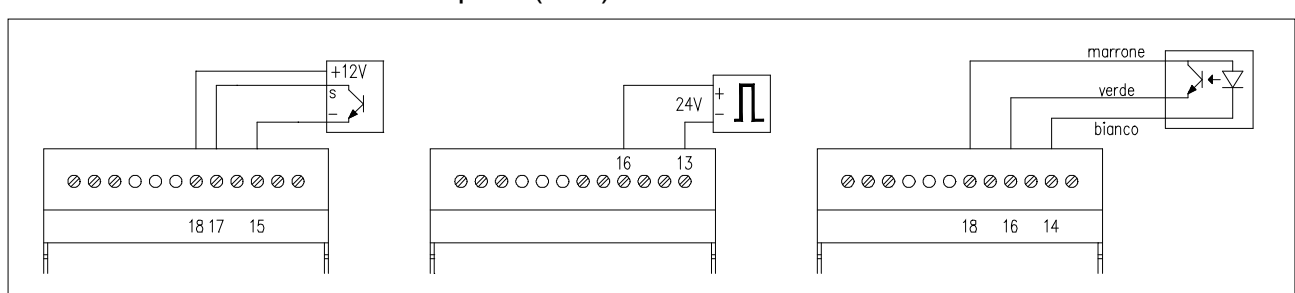 +12V
s
−
18 17 15
24V
+
−
16 13
marrone
verde
bianco
18 16 14